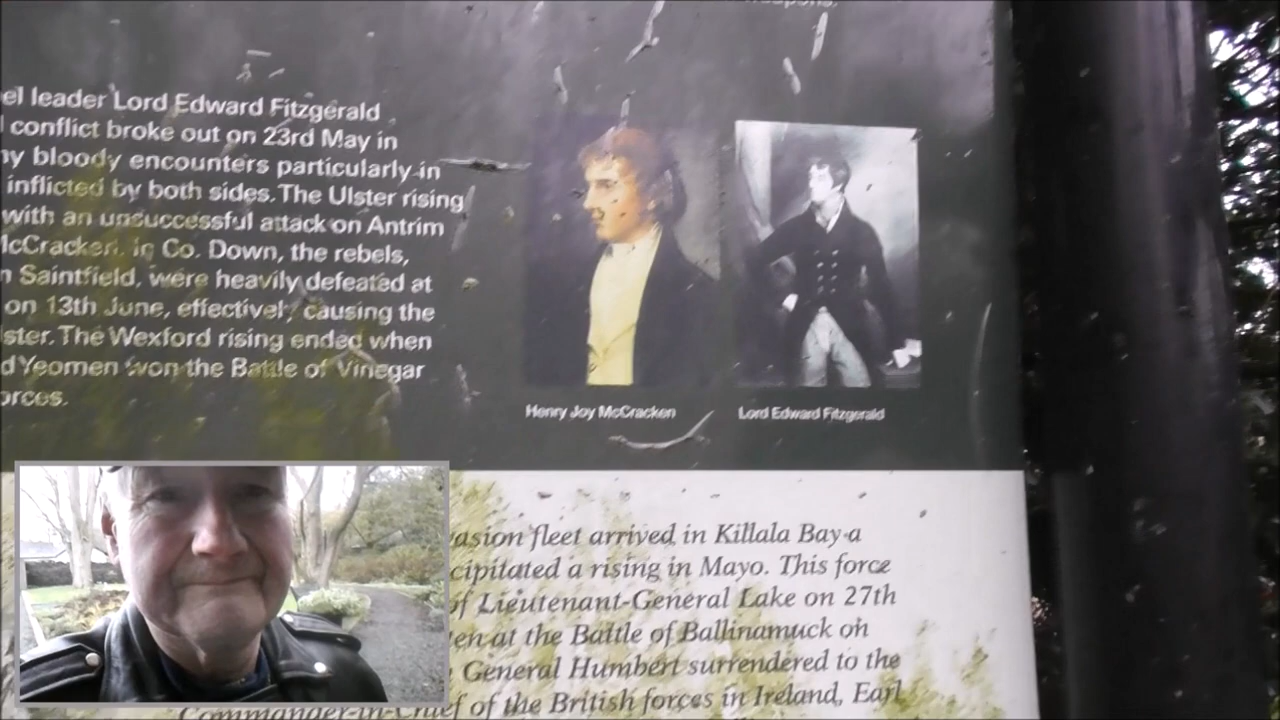 weapons.
el leader Lord Edward Fitzgerald
conflict broke out on 23rd May in
ny bloody encounters particularly in
inflicted by both sides. The Ulster rising
with an unsuccessful attack on Antrim
McCracken. In Co. Down, the rebels,
n Saintfield, were heavily defeated at
on 13th June, effectively causing the
lster. The Wexford rising ended when
d Yeomen won the Battle of Vinegar
orces.
Henry Joy McCracken
Lord Edward Fitzgerald
vasion fleet arrived in Killala Bay-a
cipitated a rising in Mayo. This force
of Lieutenant-General Lake on 27th
ten at the Battle of Ballinamuck on
General Humbert surrendered to the
Commander-in-Chief of the British forces in Ireland, Earl